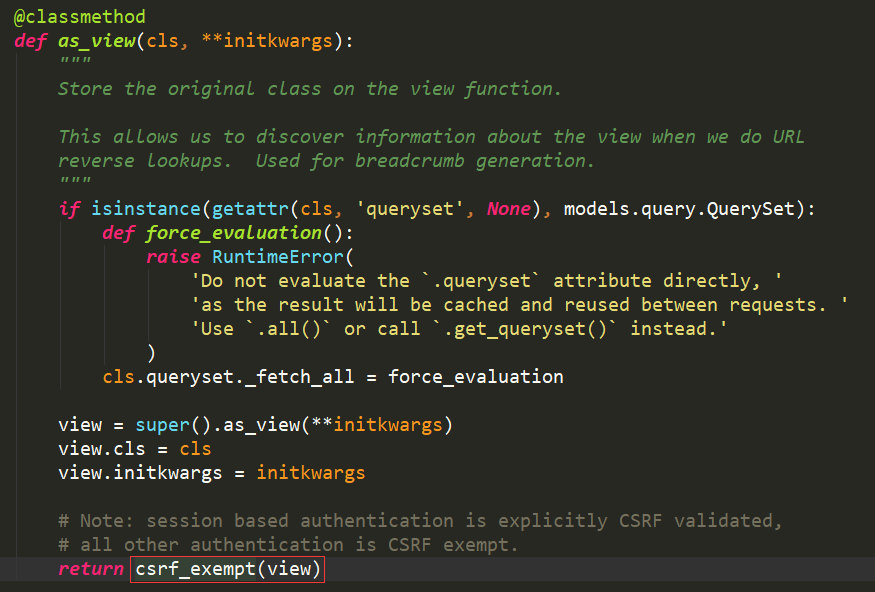 @classmethod
def as_view(cls, **initkwargs):
    """
    Store the original class on the view function.

    This allows us to discover information about the view when we do URL
    reverse lookups.  Used for breadcrumb generation.
    """
    if isinstance(getattr(cls, 'queryset', None), models.query.QuerySet):
        def force_evaluation():
            raise RuntimeError(
                'Do not evaluate the `.queryset` attribute directly, '
                'as the result will be cached and reused between requests. '
                'Use `.all()` or call `.get_queryset()` instead.'
            )
        cls.queryset._fetch_all = force_evaluation

    view = super().as_view(**initkwargs)
    view.cls = cls
    view.initkwargs = initkwargs

    # Note: session based authentication is explicitly CSRF validated,
    # all other authentication is CSRF exempt.
    return csrf_exempt(view)